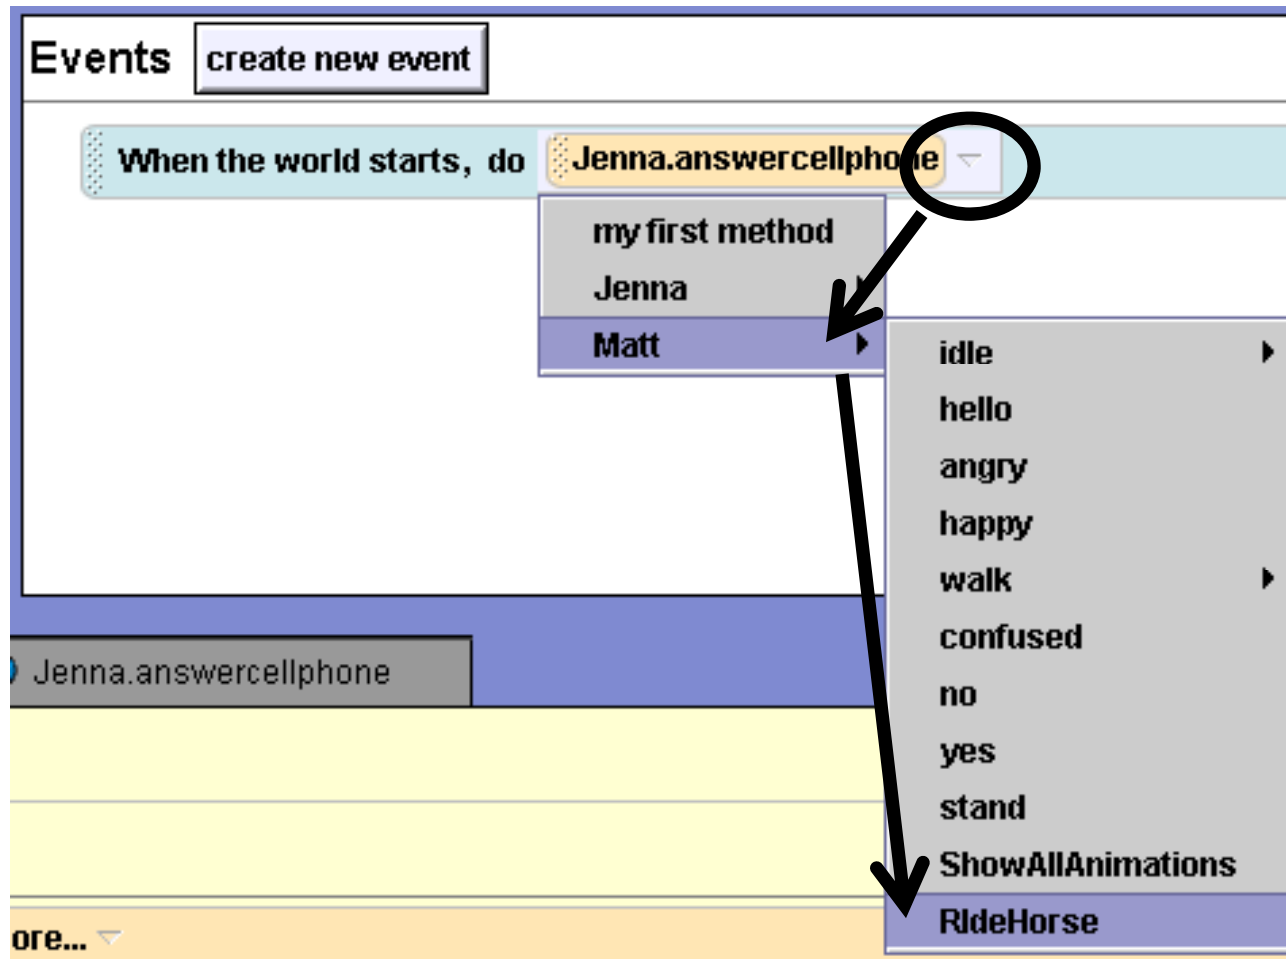 Events create new event
When the world starts, do Jenna.answercellphone
my first method
Jenna
Matt
idle
hello
angry
happy
walk
confused
no
yes
stand
ShowAllAnimations
RIdeHorse
Jenna.answercellphone
ore...